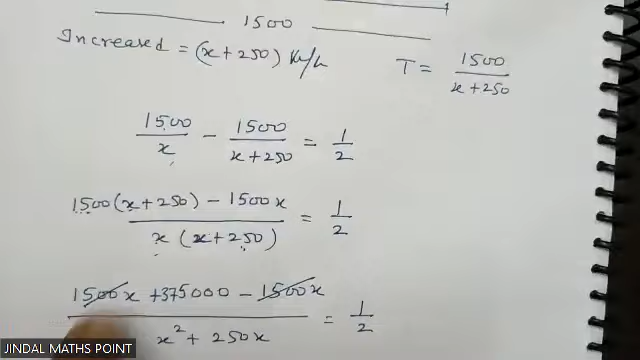 1500
Increased = (x+250) Km/h
T = 1500/(x+250)
1500/x - 1500/(x+250) = 1/2
1500(x+250) - 1500x / x(x+250) = 1/2
1500x +375000 - 1500x / x² + 250x = 1/2
JINDAL MATHS POINT